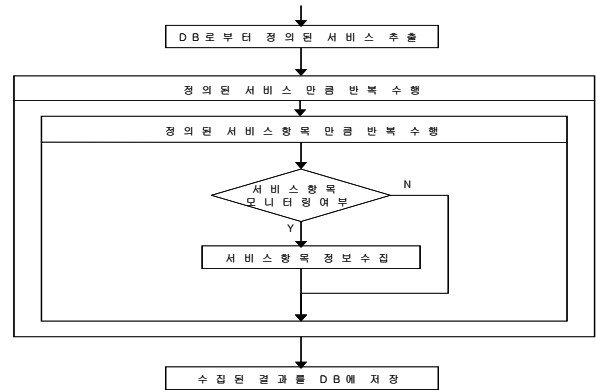 DB로부터 정의된 서비스 추출
정의된 서비스 만큼 반복 수행
정의된 서비스항목 만큼 반복 수행
서비스항목
모니터링여부
N
Y
서비스항목 정보수집
수집된 결과를 DB에 저장